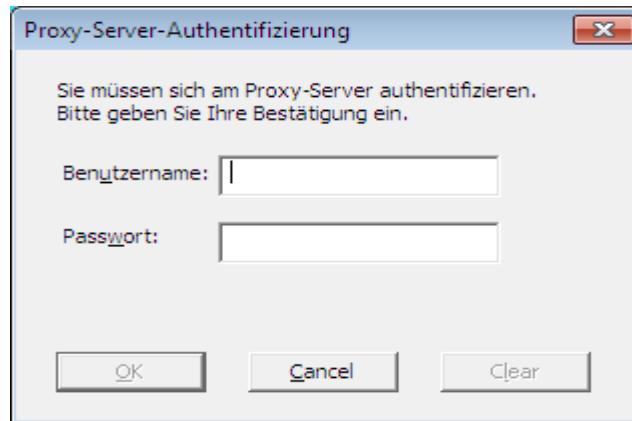 Proxy-Server-Authentifizierung
Sie müssen sich am Proxy-Server authentifizieren.
Bitte geben Sie Ihre Bestätigung ein.
Benutzername:
Passwort:
OK Cancel Clear